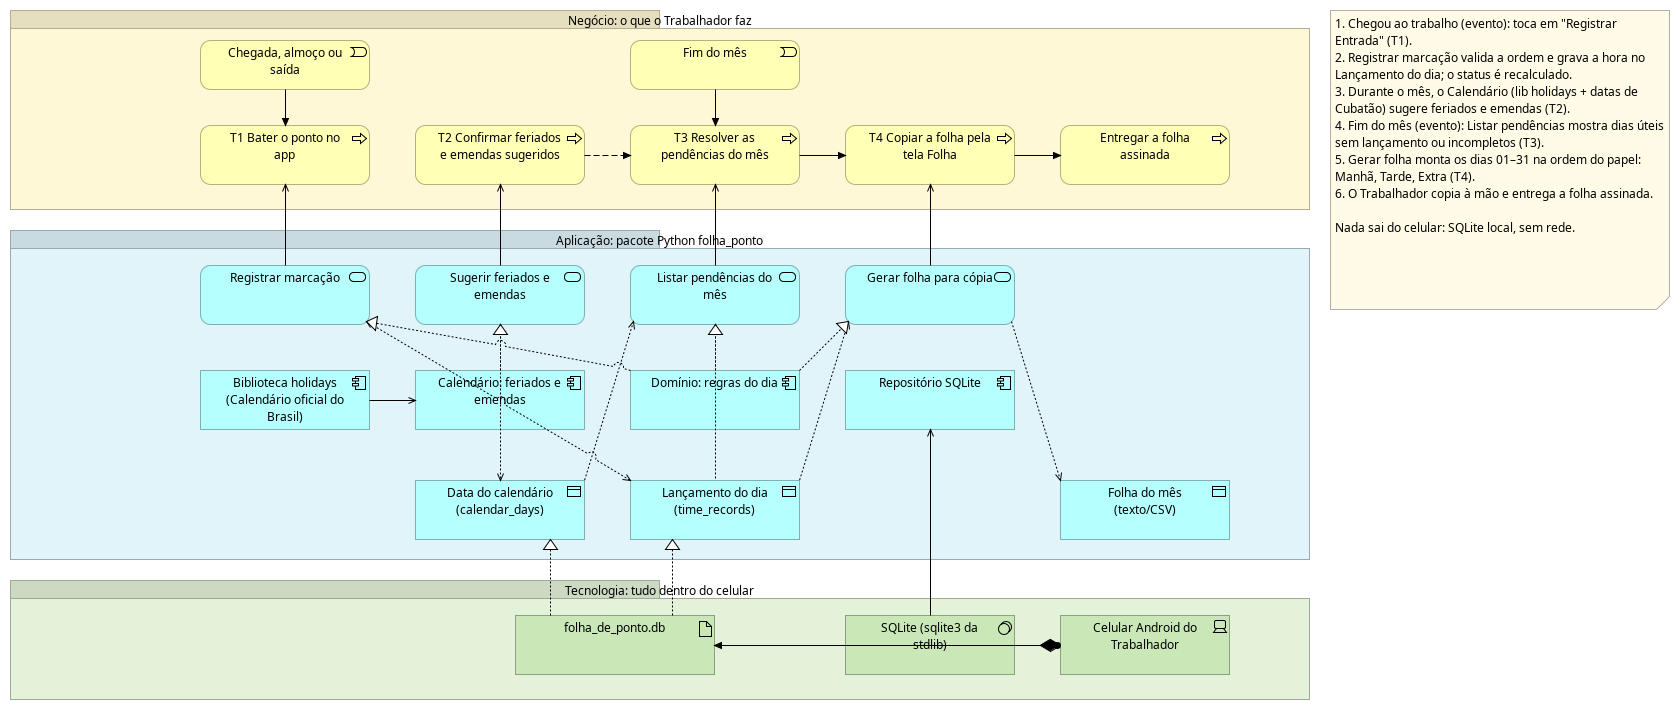 Negócio: o que o Trabalhador faz
Chegada, almoço ou
saída
Fim do mês
T1 Bater o ponto no
app
T2 Confirmar feriados
e emendas sugeridos
T3 Resolver as
pendências do mês
T4 Copiar a folha pela
tela Folha
Entregar a folha
assinada
Aplicação: pacote Python folha_ponto
Registrar marcação
Sugerir feriados e
emendas
Listar pendências do
mês
Gerar folha para cópia
Biblioteca holidays
(Calendário oficial do
Brasil)
Calendário: feriados e
emendas
Domínio: regras do dia
Repositório SQLite
Data do calendário
(calendar_days)
Lançamento do dia
(time_records)
Folha do mês
(texto/CSV)
Tecnologia: tudo dentro do celular
folha_de_ponto.db
SQLite (sqlite3 da
stdlib)
Celular Android do
Trabalhador
1. Chegou ao trabalho (evento): toca em "Registrar
Entrada" (T1).
2. Registrar marcação valida a ordem e grava a hora no
Lançamento do dia; o status é recalculado.
3. Durante o mês, o Calendário (lib holidays + datas de
Cubatão) sugere feriados e emendas (T2).
4. Fim do mês (evento): Listar pendências mostra dias úteis
sem lançamento ou incompletos (T3).
5. Gerar folha monta os dias 01–31 na ordem do papel:
Manhã, Tarde, Extra (T4).
6. O Trabalhador copia à mão e entrega a folha assinada.
Nada sai do celular: SQLite local, sem rede.